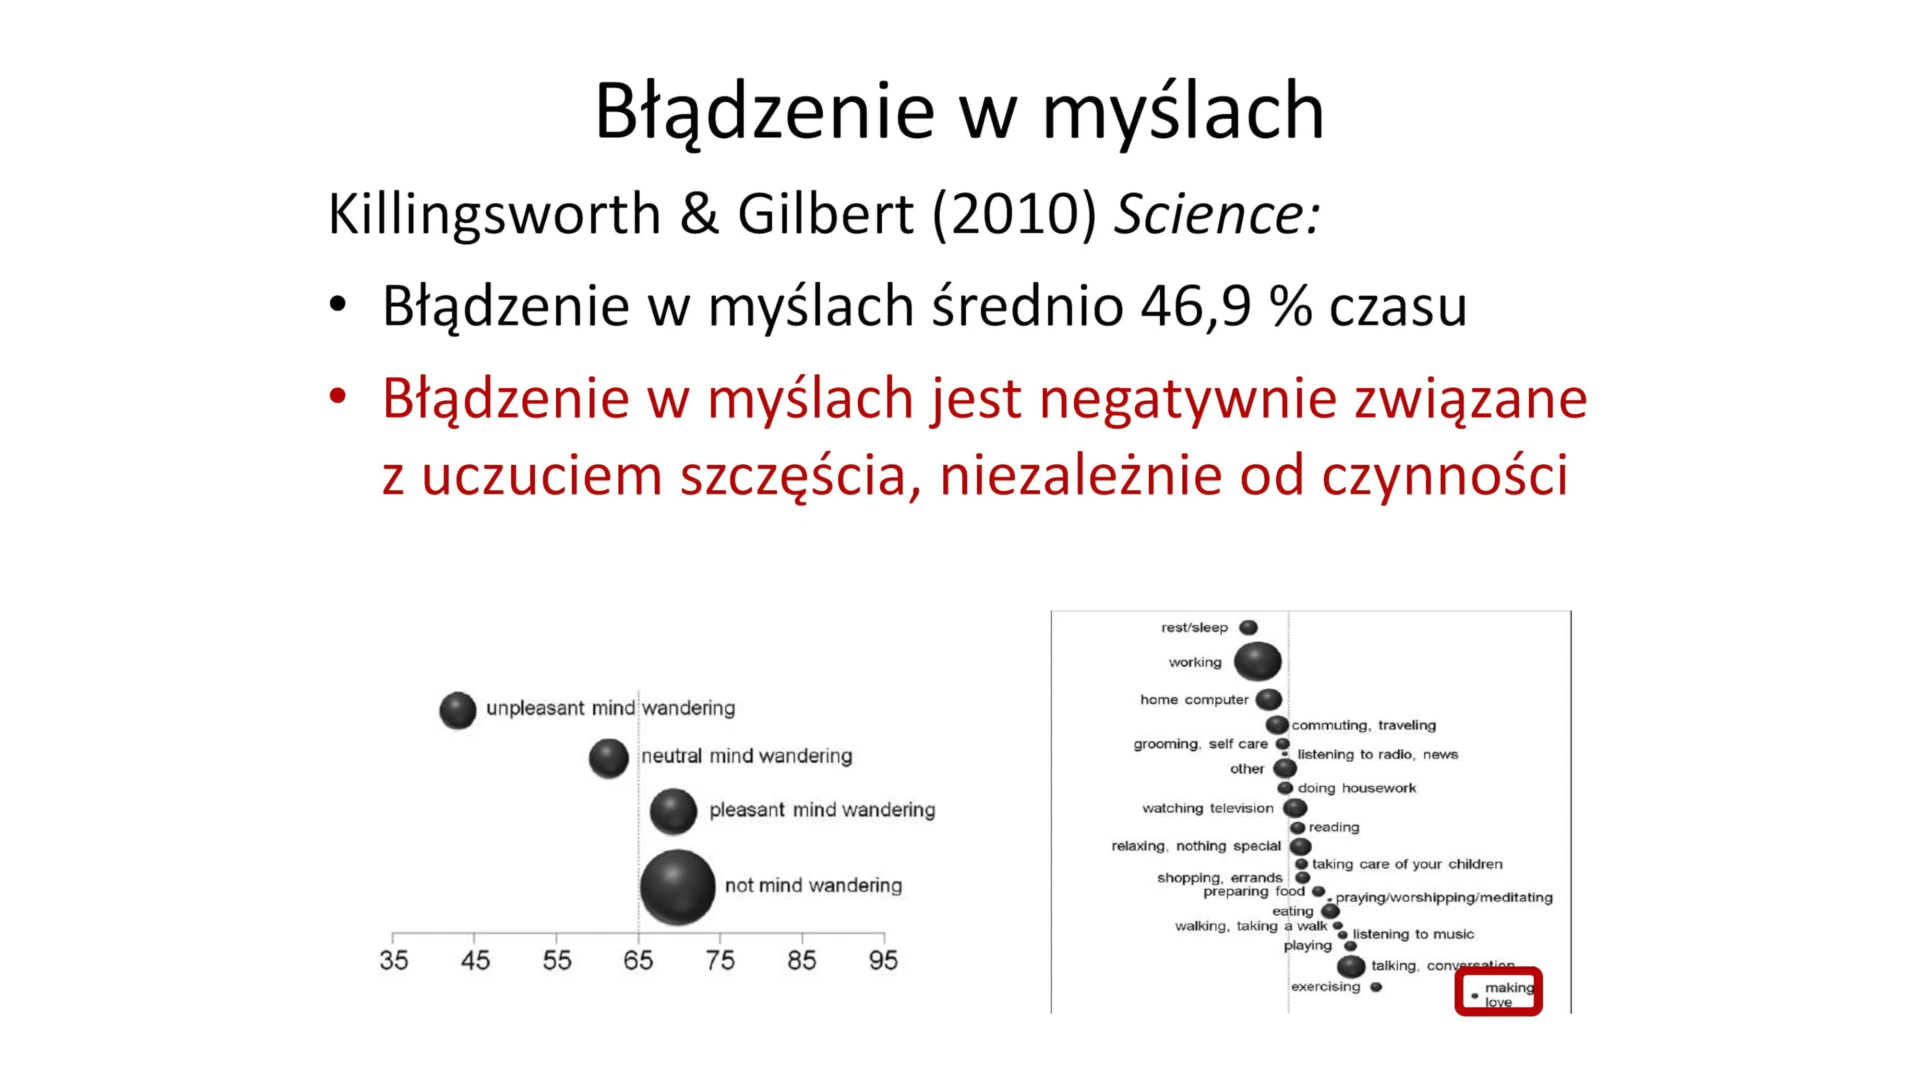 Błądzenie w myślach
Killingsworth & Gilbert (2010) Science:
• Błądzenie w myślach średnio 46,9 % czasu
• Błądzenie w myślach jest negatywnie związane
z uczuciem szczęścia, niezależnie od czynności
unpleasant mind wandering
neutral mind wandering
pleasant mind wandering
not mind wandering
35 45 55 65 75 85 95
rest/sleep
working
home computer
commuting, traveling
grooming, self care
listening to radio, news
other
doing housework
watching television
reading
relaxing, nothing special
taking care of your children
shopping, errands
preparing food
praying/worshipping/meditating
eating
walking, taking a walk
listening to music
playing
talking, conversation
exercising
making
love